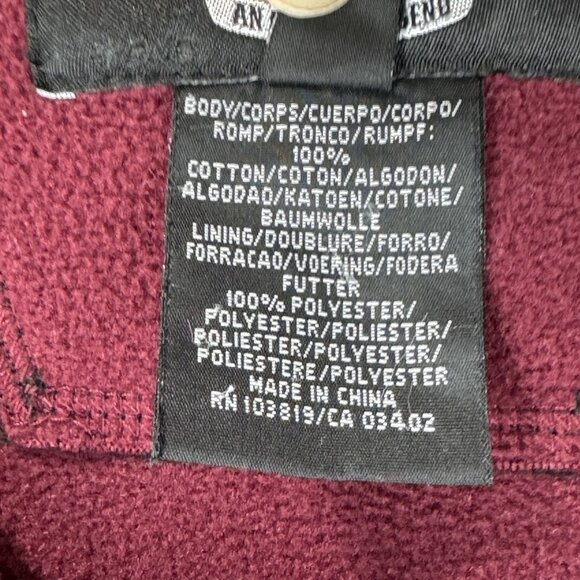 AN
BODY/CORPS/CUERPO/CORPO/
ROMP/TRONCO/RUMPF:
100%
COTTON/COTON/ALGODON/
ALGODAO/KATOEN/COTONE/
BAUMWOLLE
LINING/DOUBLURE/FORRO/
FORRACAO/VOERING/FODERA
FUTTER
100% POLYESTER/
POLYESTER/POLIESTER/
POLIESTER/POLYESTER/
POLIESTERE/POLYESTER
MADE IN CHINA
RN 103819/CA 03402